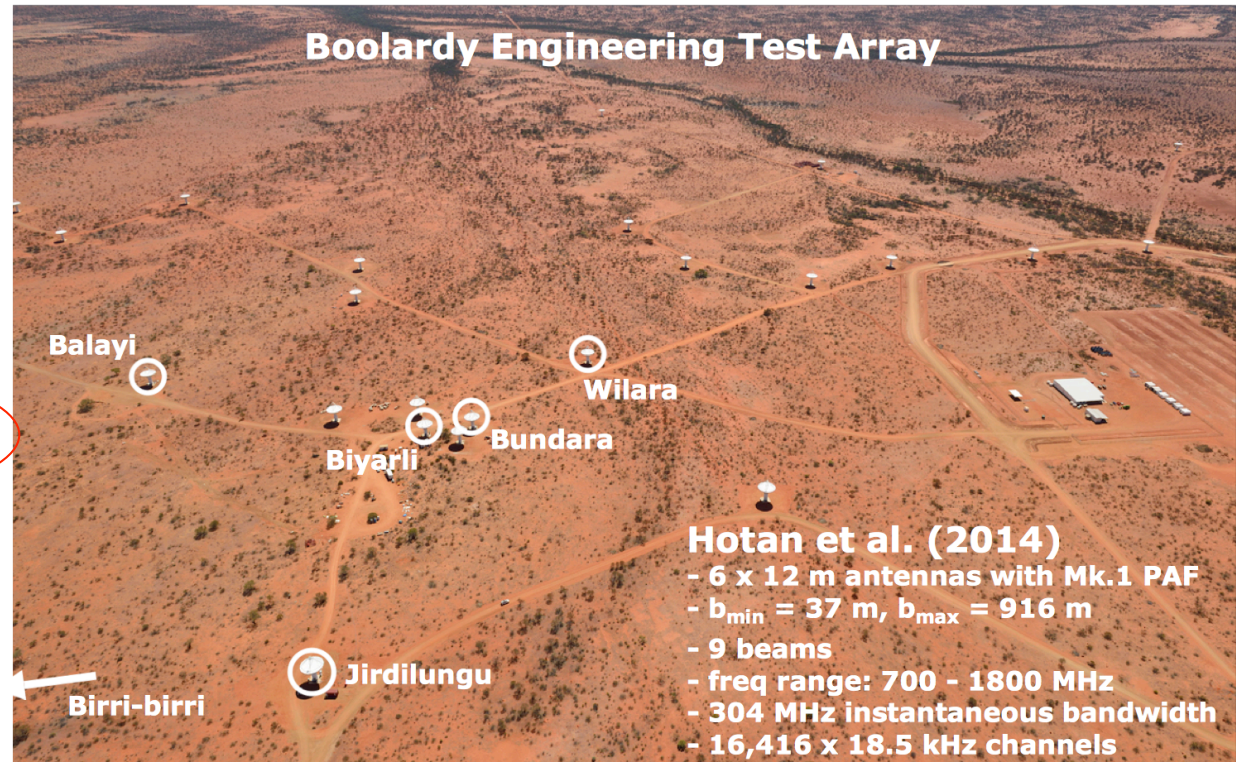 Boolardy Engineering Test Array
Balayi
Wilara
Bundara
Biyarli
Hotan et al. (2014)
- 6 x 12 m antennas with Mk.1 PAF
- bmin = 37 m, bmax = 916 m
- 9 beams
- freq range: 700 - 1800 MHz
- 304 MHz instantaneous bandwidth
- 16,416 x 18.5 kHz channels
Jirdilungu
Birri-birri